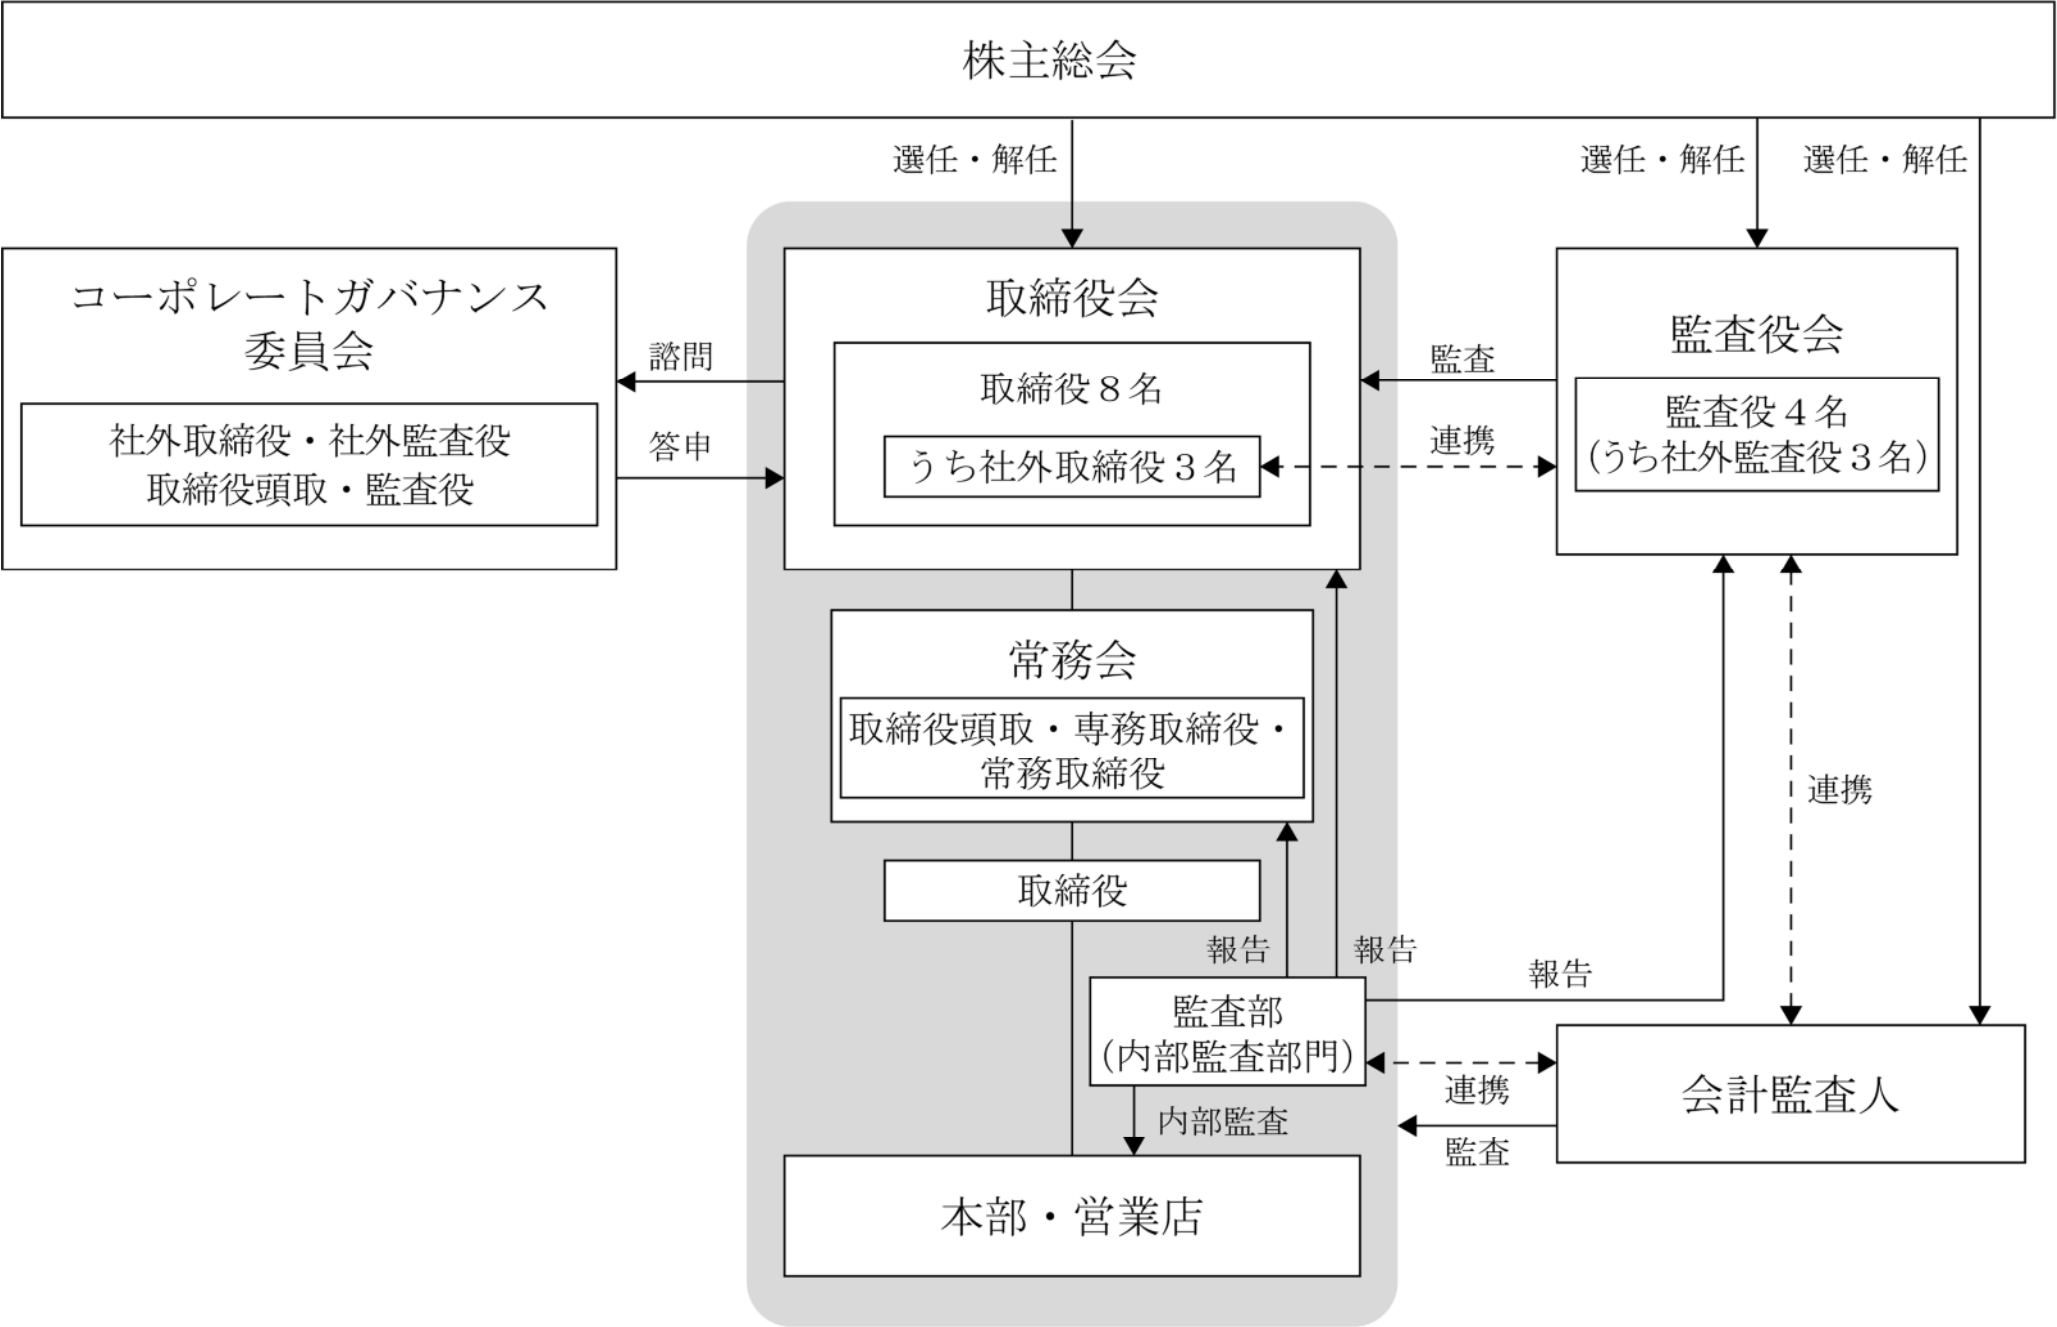 株主総会
選任・解任
選任・解任
選任・解任
コーポレートガバナンス
委員会
社外取締役・社外監査役
取締役頭取・監査役
諮問
答申
取締役会
取締役８名
うち社外取締役３名
監査
連携
監査役会
監査役４名
（うち社外監査役３名）
常務会
取締役頭取・専務取締役・
常務取締役
取締役
報告
報告
報告
連携
監査部
（内部監査部門）
連携
監査
会計監査人
内部監査
本部・営業店